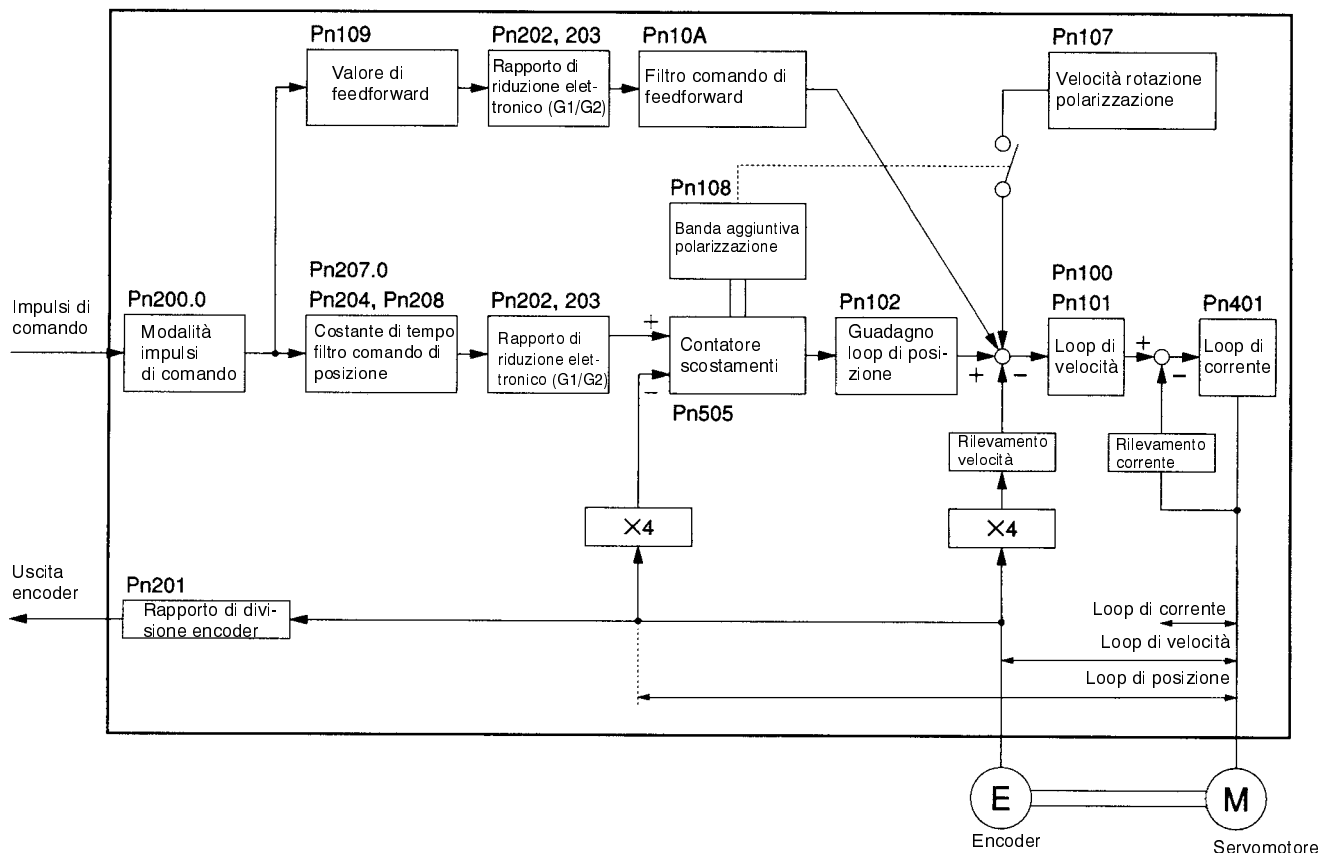 Pn109
Valore di
feedforward
Pn202, 203
Rapporto di
riduzione elet-
tronico (G1/G2)
Pn10A
Filtro comando di
feedforward
Pn107
Velocità rotazione
polarizzazione
Pn108
Banda aggiuntiva
polarizzazione
Impulsi di
comando
Pn200.0
Modalità
impulsi
di comando
Pn207.0
Pn204, Pn208
Costante di tempo
filtro comando di
posizione
Pn202, 203
Rapporto di
riduzione elet-
tronico (G1/G2)
+
−
Contatore
scostamenti
Pn505
Pn102
Guadagno
loop di posi-
zione
+
−
Pn100
Pn101
Loop di
velocità
+
−
Pn401
Loop di
corrente
Rilevamento
velocità
Rilevamento
corrente
×4
×4
Uscita
encoder
Pn201
Rapporto di divi-
sione encoder
Loop di corrente
Loop di velocità
Loop di posizione
E
Encoder
M
Servomotore